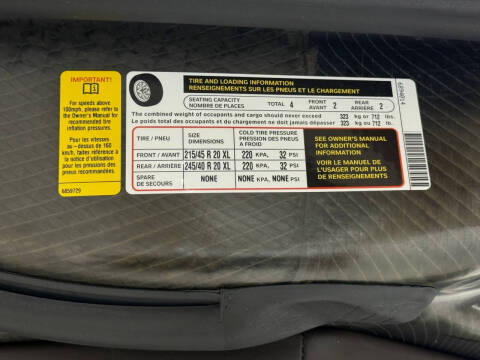 IMPORTANT!
For speeds above
100mph, please refer to
the Owner's Manual for
recommended tire
inflation pressures.
Pour les vitesses
au - dessus de 160
km/h, faites référence à
la notice d'utilisation
pour les pressions des
pneus recommandées.
6859729
TIRE AND LOADING INFORMATION
RENSEIGNEMENTS SUR LES PNEUS ET LE CHARGEMENT
SEATING CAPACITY
NOMBRE DE PLACES
TOTAL 4
FRONT
AVANT 2
REAR
ARRIÈRE 2
The combined weight of occupants and cargo should never exceed 323 kg or 712 lbs.
Le poids total des occupants et du chargement ne doit jamais dépasser 323 kg ou 712 lb.
TIRE / PNEU
SIZE
DIMENSIONS
COLD TIRE PRESSURE
PRESSION DES PNEUS
A FROID
FRONT / AVANT 215/45 R 20 XL 220 KPA, 32 PSI
REAR / ARRIÈRE 245/40 R 20 XL 220 KPA, 32 PSI
SPARE
DE SECOURS
NONE NONE KPA, NONE PSI
SEE OWNER'S MANUAL
FOR ADDITIONAL
INFORMATION
VOIR LE MANUEL DE
L'USAGER POUR PLUS
DE RENSEIGNEMENTS